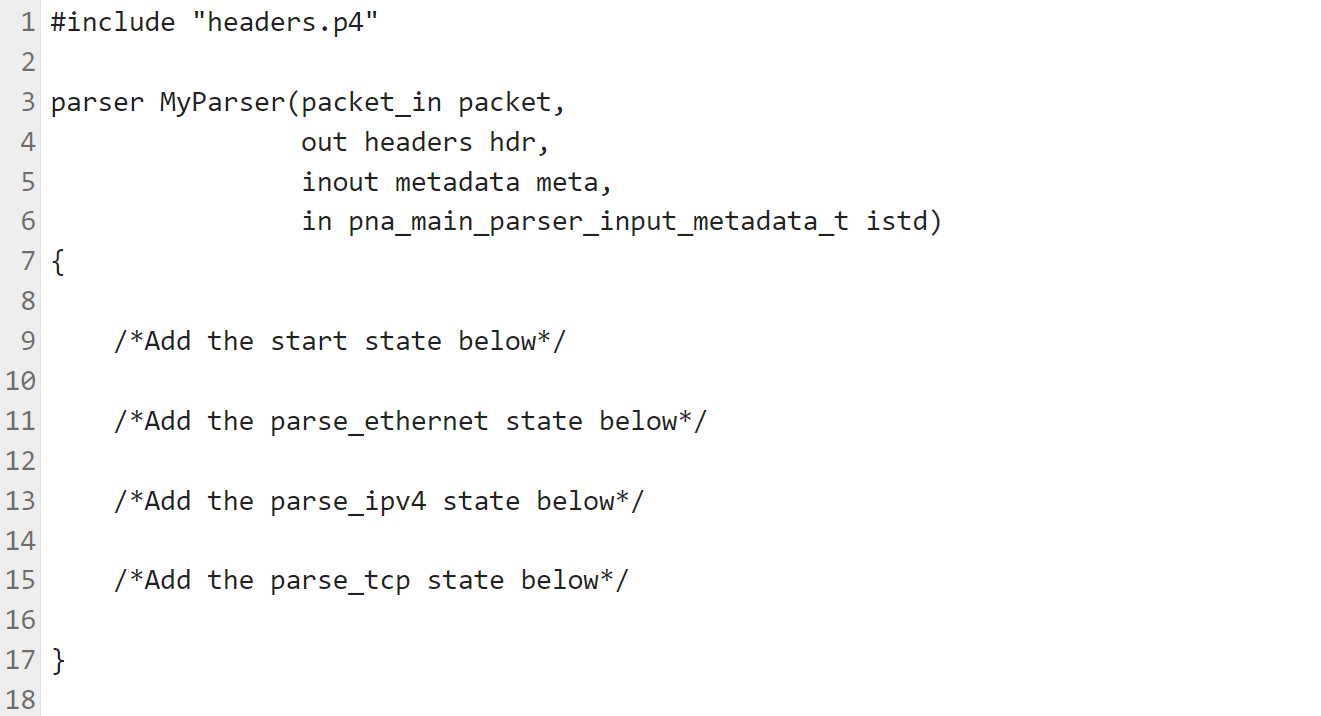 1 #include "headers.p4"
2
3 parser MyParser(packet_in packet,
4                 out headers hdr,
5                 inout metadata meta,
6                 in pna_main_parser_input_metadata_t istd)
7 {
8
9     /*Add the start state below*/
10
11     /*Add the parse_ethernet state below*/
12
13     /*Add the parse_ipv4 state below*/
14
15     /*Add the parse_tcp state below*/
16
17 }
18